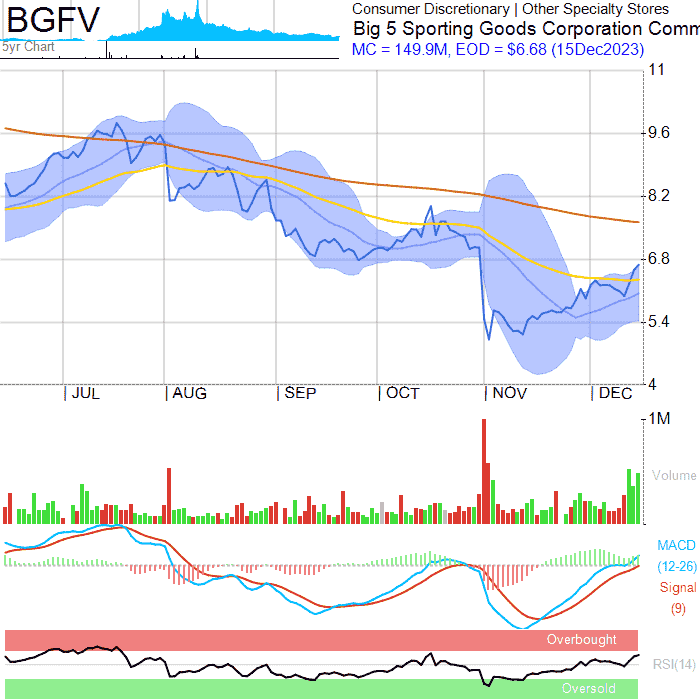 BGFV
5yr Chart
Consumer Discretionary | Other Specialty Stores
Big 5 Sporting Goods Corporation Comm
MC = 149.9M, EOD = $6.68 (15Dec2023)
11
9.6
8.2
6.8
5.4
4
JUL
AUG
SEP
OCT
NOV
DEC
1M
Volume
MACD
(12-26)
Signal
(9)
Overbought
RSI(14)
Oversold